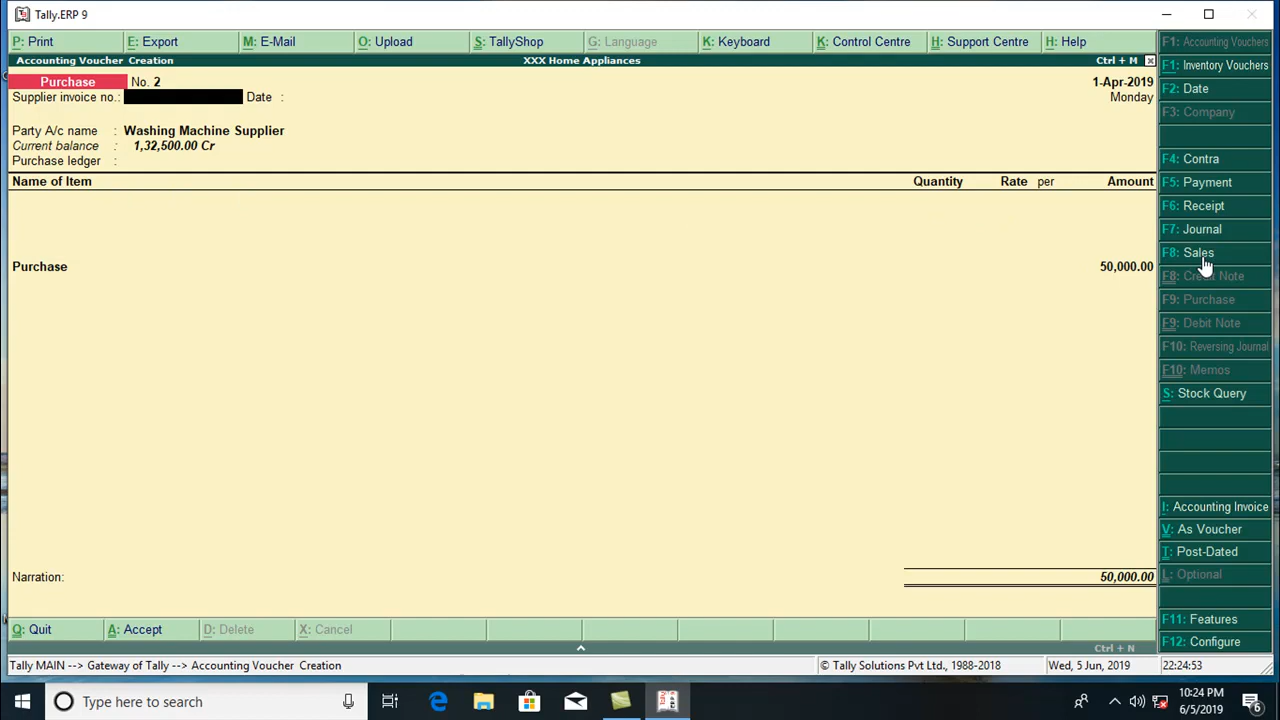 Tally.ERP 9
P: Print E: Export M: E-Mail O: Upload S: TallyShop G: Language K: Keyboard K: Control Centre H: Support Centre H: Help
Accounting Voucher Creation XXX Home Appliances Ctrl + M
Purchase No. 2 1-Apr-2019
Supplier invoice no.: Date : Monday
Party A/c name : Washing Machine Supplier
Current balance : 1,32,500.00 Cr
Purchase ledger :
Name of Item Quantity Rate per Amount
Purchase 50,000.00
Narration: 50,000.00
F1: Accounting Vouchers
F1: Inventory Vouchers
F2: Date
F3: Company
F4: Contra
F5: Payment
F6: Receipt
F7: Journal
F8: Sales
F8: Credit Note
F9: Purchase
F9: Debit Note
F10: Reversing Journal
F10: Memos
S: Stock Query
I: Accounting Invoice
V: As Voucher
T: Post-Dated
L: Optional
F11: Features
F12: Configure
Q: Quit A: Accept D: Delete X: Cancel
Ctrl + N
Tally MAIN --> Gateway of Tally --> Accounting Voucher Creation © Tally Solutions Pvt Ltd., 1988-2018 Wed, 5 Jun, 2019 22:24:53
Type here to search
10:24 PM
6/5/2019
6